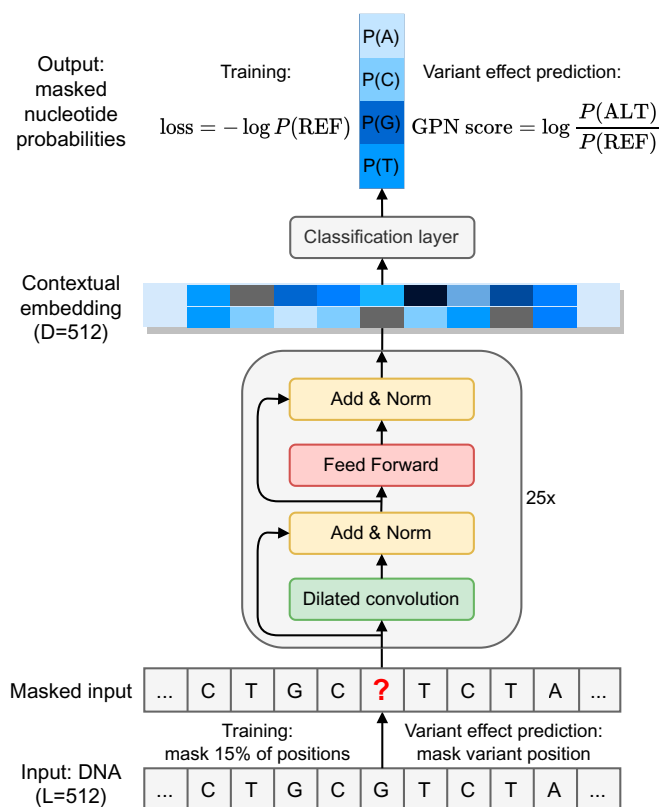 Output:
masked
nucleotide
probabilities
Training:
loss = − log P(REF)
P(A)
P(C)
P(G)
P(T)
Variant effect prediction:
GPN score = log P(ALT)
P(REF)
Classification layer
Contextual
embedding
(D=512)
Add & Norm
Feed Forward
25x
Add & Norm
Dilated convolution
Masked input
... C T G C ? T C T A ...
Training:
mask 15% of positions
Variant effect prediction:
mask variant position
Input: DNA
(L=512)
... C T G C G T C T A ...